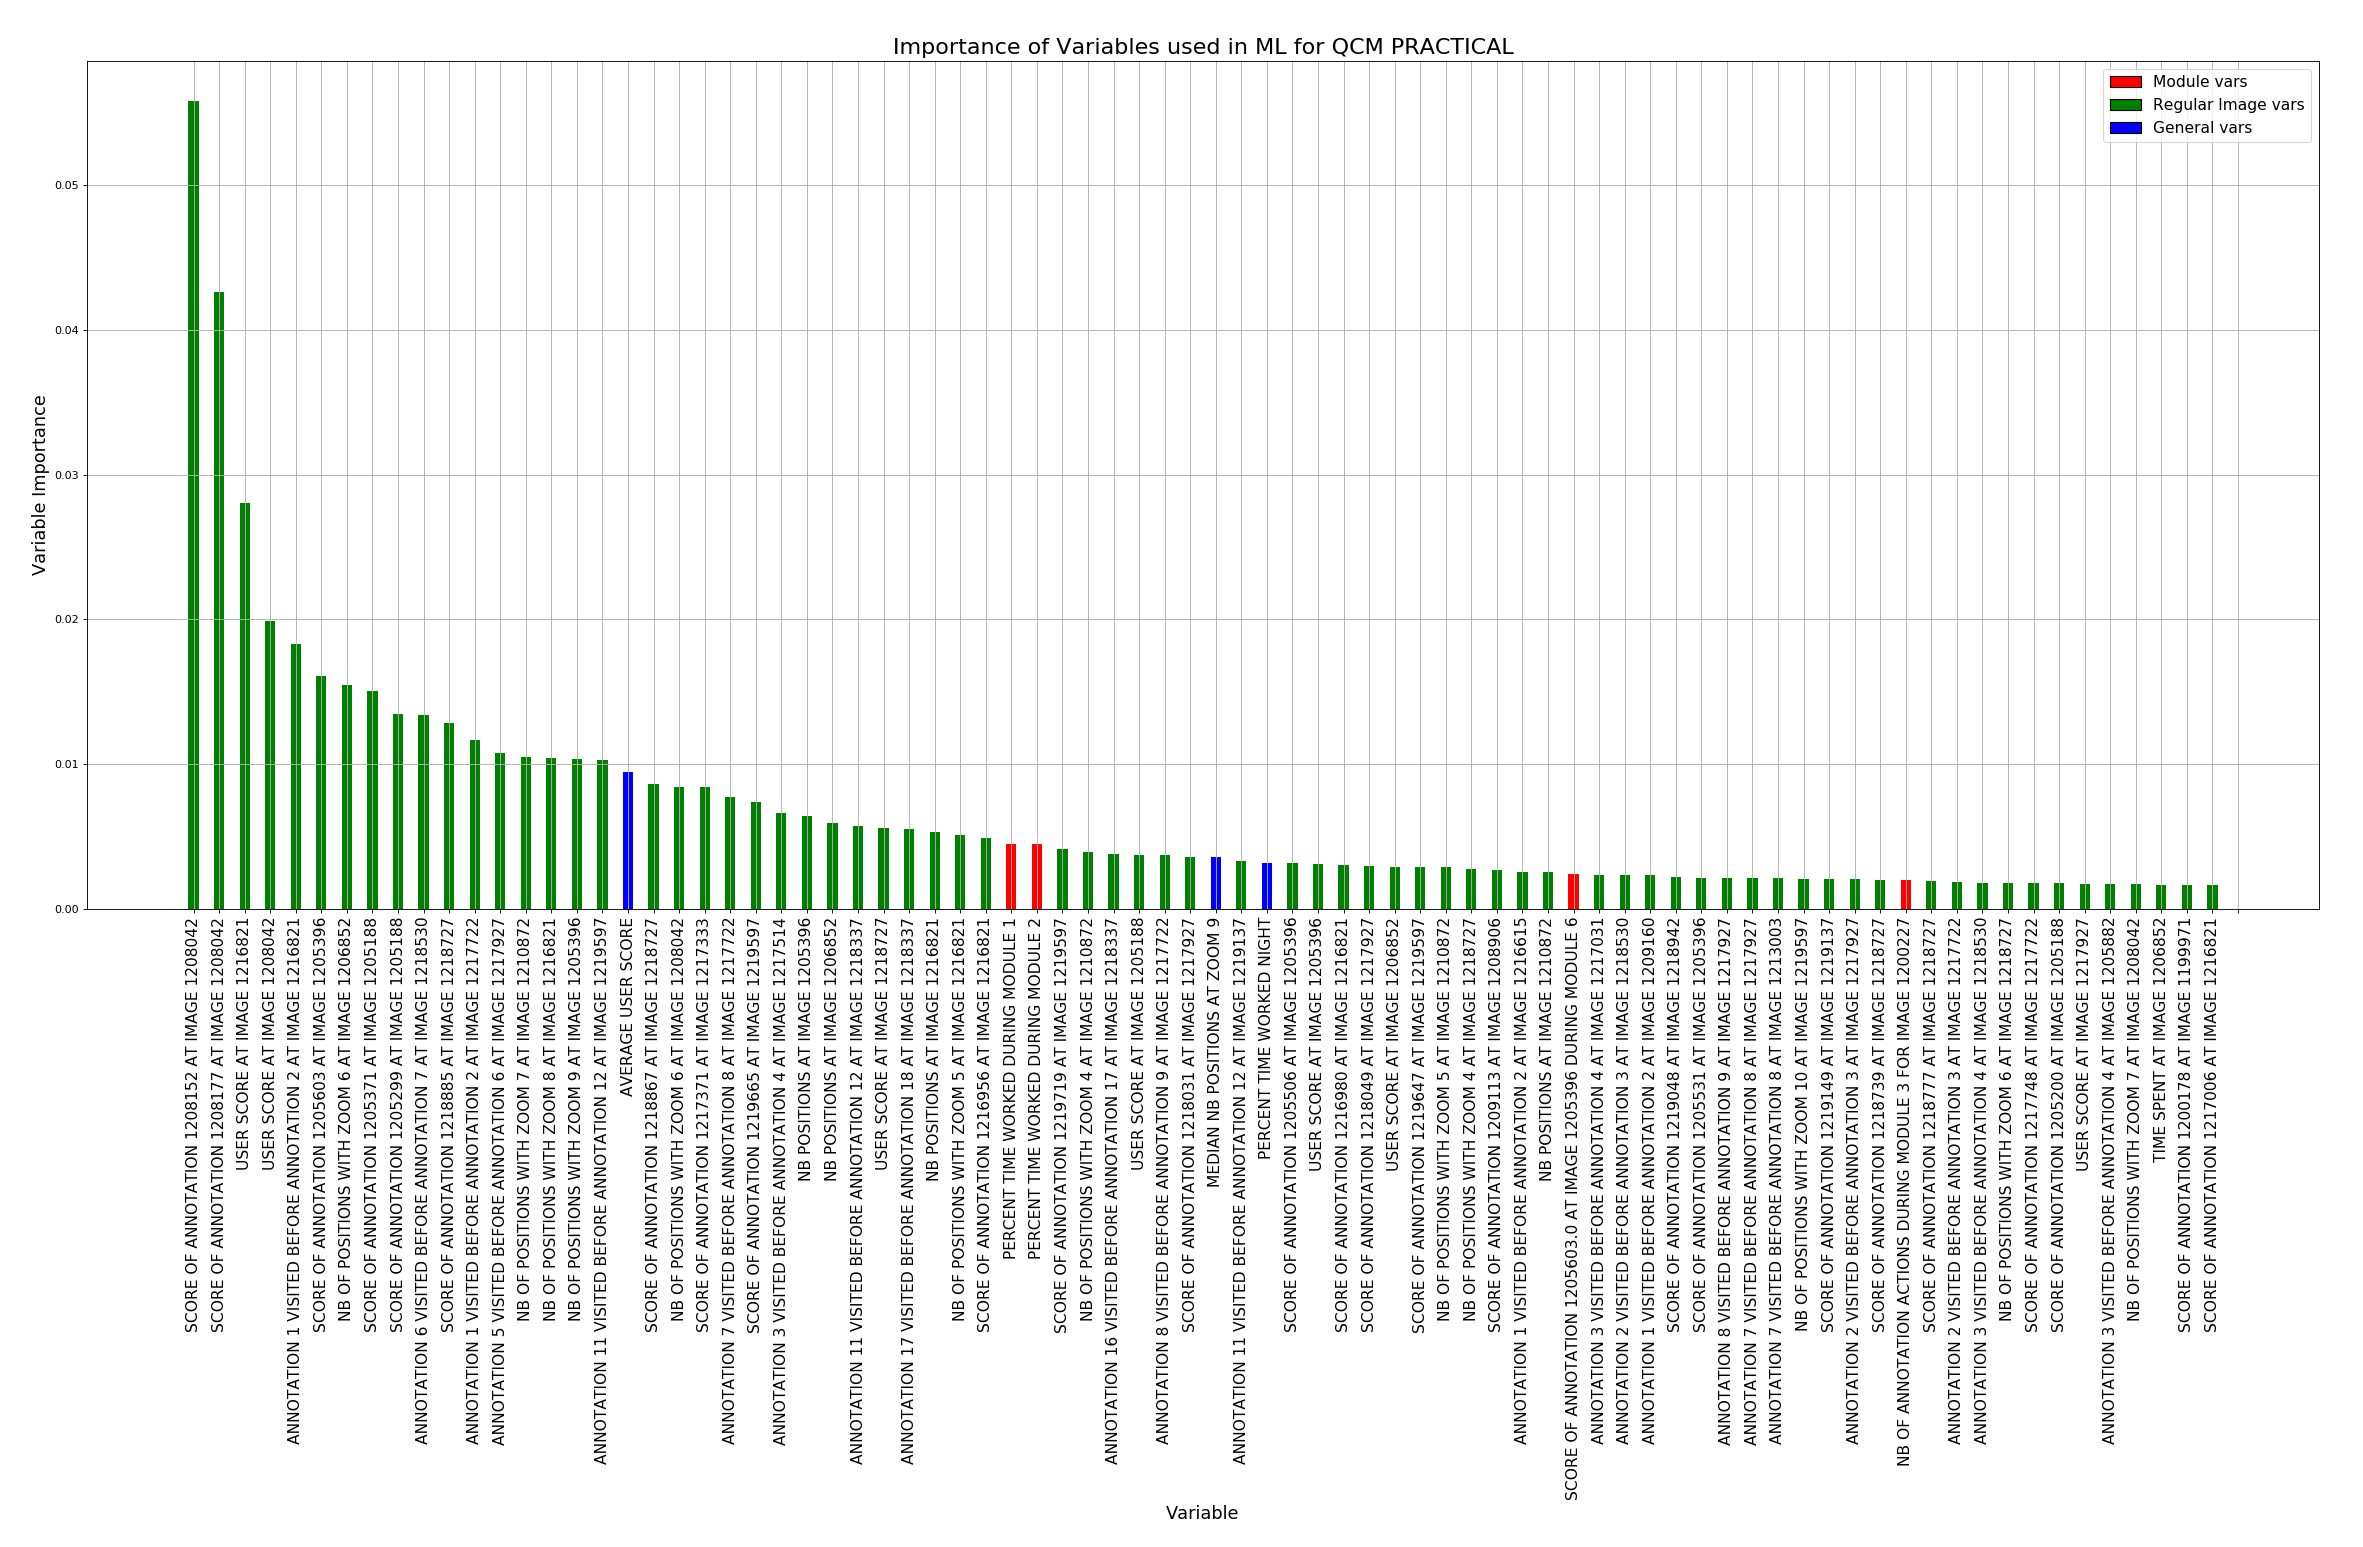 Importance of Variables used in ML for QCM PRACTICAL
Module vars
Regular Image vars
General vars
Variable Importance
0.05
0.04
0.03
0.02
0.01
0.00
SCORE OF ANNOTATION 1208152 AT IMAGE 1208042
SCORE OF ANNOTATION 1208177 AT IMAGE 1208042
USER SCORE AT IMAGE 1216821
USER SCORE AT IMAGE 1208042
ANNOTATION 1 VISITED BEFORE ANNOTATION 2 AT IMAGE 1216821
SCORE OF ANNOTATION 1205603 AT IMAGE 1205396
NB OF POSITIONS WITH ZOOM 6 AT IMAGE 1206852
SCORE OF ANNOTATION 1205371 AT IMAGE 1205188
SCORE OF ANNOTATION 1205299 AT IMAGE 1205188
ANNOTATION 6 VISITED BEFORE ANNOTATION 7 AT IMAGE 1218530
SCORE OF ANNOTATION 1218885 AT IMAGE 1218727
ANNOTATION 1 VISITED BEFORE ANNOTATION 2 AT IMAGE 1217722
ANNOTATION 5 VISITED BEFORE ANNOTATION 6 AT IMAGE 1217927
NB OF POSITIONS WITH ZOOM 7 AT IMAGE 1210872
NB OF POSITIONS WITH ZOOM 8 AT IMAGE 1216821
NB OF POSITIONS WITH ZOOM 9 AT IMAGE 1205396
ANNOTATION 11 VISITED BEFORE ANNOTATION 12 AT IMAGE 1219597
AVERAGE USER SCORE
SCORE OF ANNOTATION 1218867 AT IMAGE 1218727
NB OF POSITIONS WITH ZOOM 6 AT IMAGE 1208042
SCORE OF ANNOTATION 1217371 AT IMAGE 1217333
ANNOTATION 7 VISITED BEFORE ANNOTATION 8 AT IMAGE 1217722
SCORE OF ANNOTATION 1219665 AT IMAGE 1219597
ANNOTATION 3 VISITED BEFORE ANNOTATION 4 AT IMAGE 1217514
NB POSITIONS AT IMAGE 1205396
NB POSITIONS AT IMAGE 1206852
ANNOTATION 11 VISITED BEFORE ANNOTATION 12 AT IMAGE 1218337
USER SCORE AT IMAGE 1218727
ANNOTATION 17 VISITED BEFORE ANNOTATION 18 AT IMAGE 1218337
NB POSITIONS AT IMAGE 1216821
NB OF POSITIONS WITH ZOOM 5 AT IMAGE 1216821
SCORE OF ANNOTATION 1216956 AT IMAGE 1216821
PERCENT TIME WORKED DURING MODULE 1
PERCENT TIME WORKED DURING MODULE 2
SCORE OF ANNOTATION 1219719 AT IMAGE 1219597
NB OF POSITIONS WITH ZOOM 4 AT IMAGE 1210872
ANNOTATION 16 VISITED BEFORE ANNOTATION 17 AT IMAGE 1218337
USER SCORE AT IMAGE 1205188
ANNOTATION 8 VISITED BEFORE ANNOTATION 9 AT IMAGE 1217722
SCORE OF ANNOTATION 1218031 AT IMAGE 1217927
MEDIAN NB POSITIONS AT ZOOM 9
ANNOTATION 11 VISITED BEFORE ANNOTATION 12 AT IMAGE 1219137
PERCENT TIME WORKED NIGHT
SCORE OF ANNOTATION 1205506 AT IMAGE 1205396
USER SCORE AT IMAGE 1205396
SCORE OF ANNOTATION 1216980 AT IMAGE 1216821
SCORE OF ANNOTATION 1218049 AT IMAGE 1217927
USER SCORE AT IMAGE 1206852
SCORE OF ANNOTATION 1219647 AT IMAGE 1219597
NB OF POSITIONS WITH ZOOM 5 AT IMAGE 1210872
NB OF POSITIONS WITH ZOOM 4 AT IMAGE 1218727
SCORE OF ANNOTATION 1209113 AT IMAGE 1208906
ANNOTATION 1 VISITED BEFORE ANNOTATION 2 AT IMAGE 1216615
NB POSITIONS AT IMAGE 1210872
SCORE OF ANNOTATION 1205603.0 AT IMAGE 1205396 DURING MODULE 6
ANNOTATION 3 VISITED BEFORE ANNOTATION 4 AT IMAGE 1217031
ANNOTATION 2 VISITED BEFORE ANNOTATION 3 AT IMAGE 1218530
ANNOTATION 1 VISITED BEFORE ANNOTATION 2 AT IMAGE 1209160
SCORE OF ANNOTATION 1219048 AT IMAGE 1218942
SCORE OF ANNOTATION 1205531 AT IMAGE 1205396
ANNOTATION 8 VISITED BEFORE ANNOTATION 9 AT IMAGE 1217927
ANNOTATION 7 VISITED BEFORE ANNOTATION 8 AT IMAGE 1217927
ANNOTATION 7 VISITED BEFORE ANNOTATION 8 AT IMAGE 1213003
NB OF POSITIONS WITH ZOOM 10 AT IMAGE 1219597
SCORE OF ANNOTATION 1219149 AT IMAGE 1219137
ANNOTATION 2 VISITED BEFORE ANNOTATION 3 AT IMAGE 1217927
SCORE OF ANNOTATION 1218739 AT IMAGE 1218727
NB OF ANNOTATION ACTIONS DURING MODULE 3 FOR IMAGE 1200227
SCORE OF ANNOTATION 1218777 AT IMAGE 1218727
ANNOTATION 2 VISITED BEFORE ANNOTATION 3 AT IMAGE 1217722
ANNOTATION 3 VISITED BEFORE ANNOTATION 4 AT IMAGE 1218530
NB OF POSITIONS WITH ZOOM 6 AT IMAGE 1218727
SCORE OF ANNOTATION 1217748 AT IMAGE 1217722
SCORE OF ANNOTATION 1205200 AT IMAGE 1205188
USER SCORE AT IMAGE 1217927
ANNOTATION 3 VISITED BEFORE ANNOTATION 4 AT IMAGE 1205882
NB OF POSITIONS WITH ZOOM 7 AT IMAGE 1208042
TIME SPENT AT IMAGE 1206852
SCORE OF ANNOTATION 1200178 AT IMAGE 1199971
SCORE OF ANNOTATION 1217006 AT IMAGE 1216821
Variable